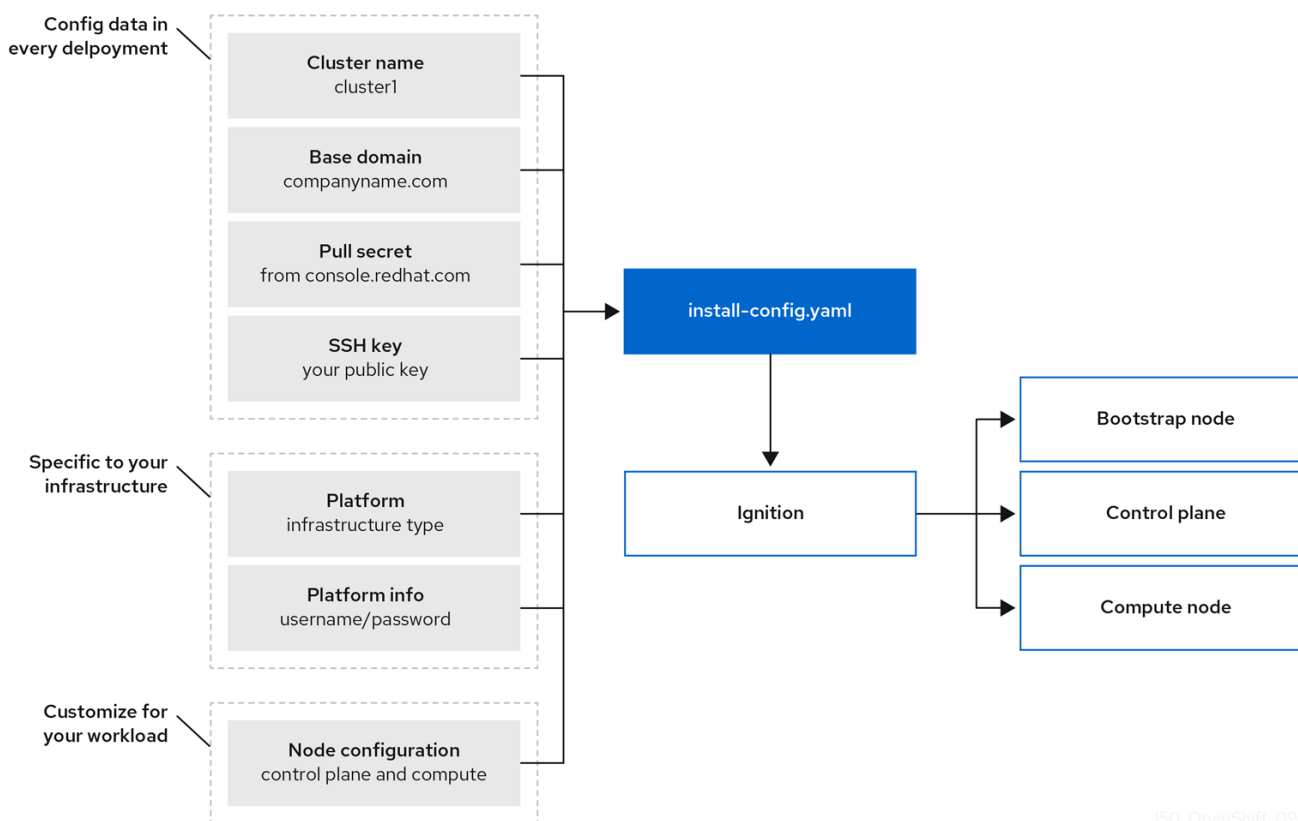 Config data in
every delpoyment
Cluster name
cluster1
Base domain
companyname.com
Pull secret
from console.redhat.com
SSH key
your public key
Specific to your
infrastructure
Platform
infrastructure type
Platform info
username/password
Customize for
your workload
Node configuration
control plane and compute
install-config.yaml
Ignition
Bootstrap node
Control plane
Compute node
150_OpenShift_09